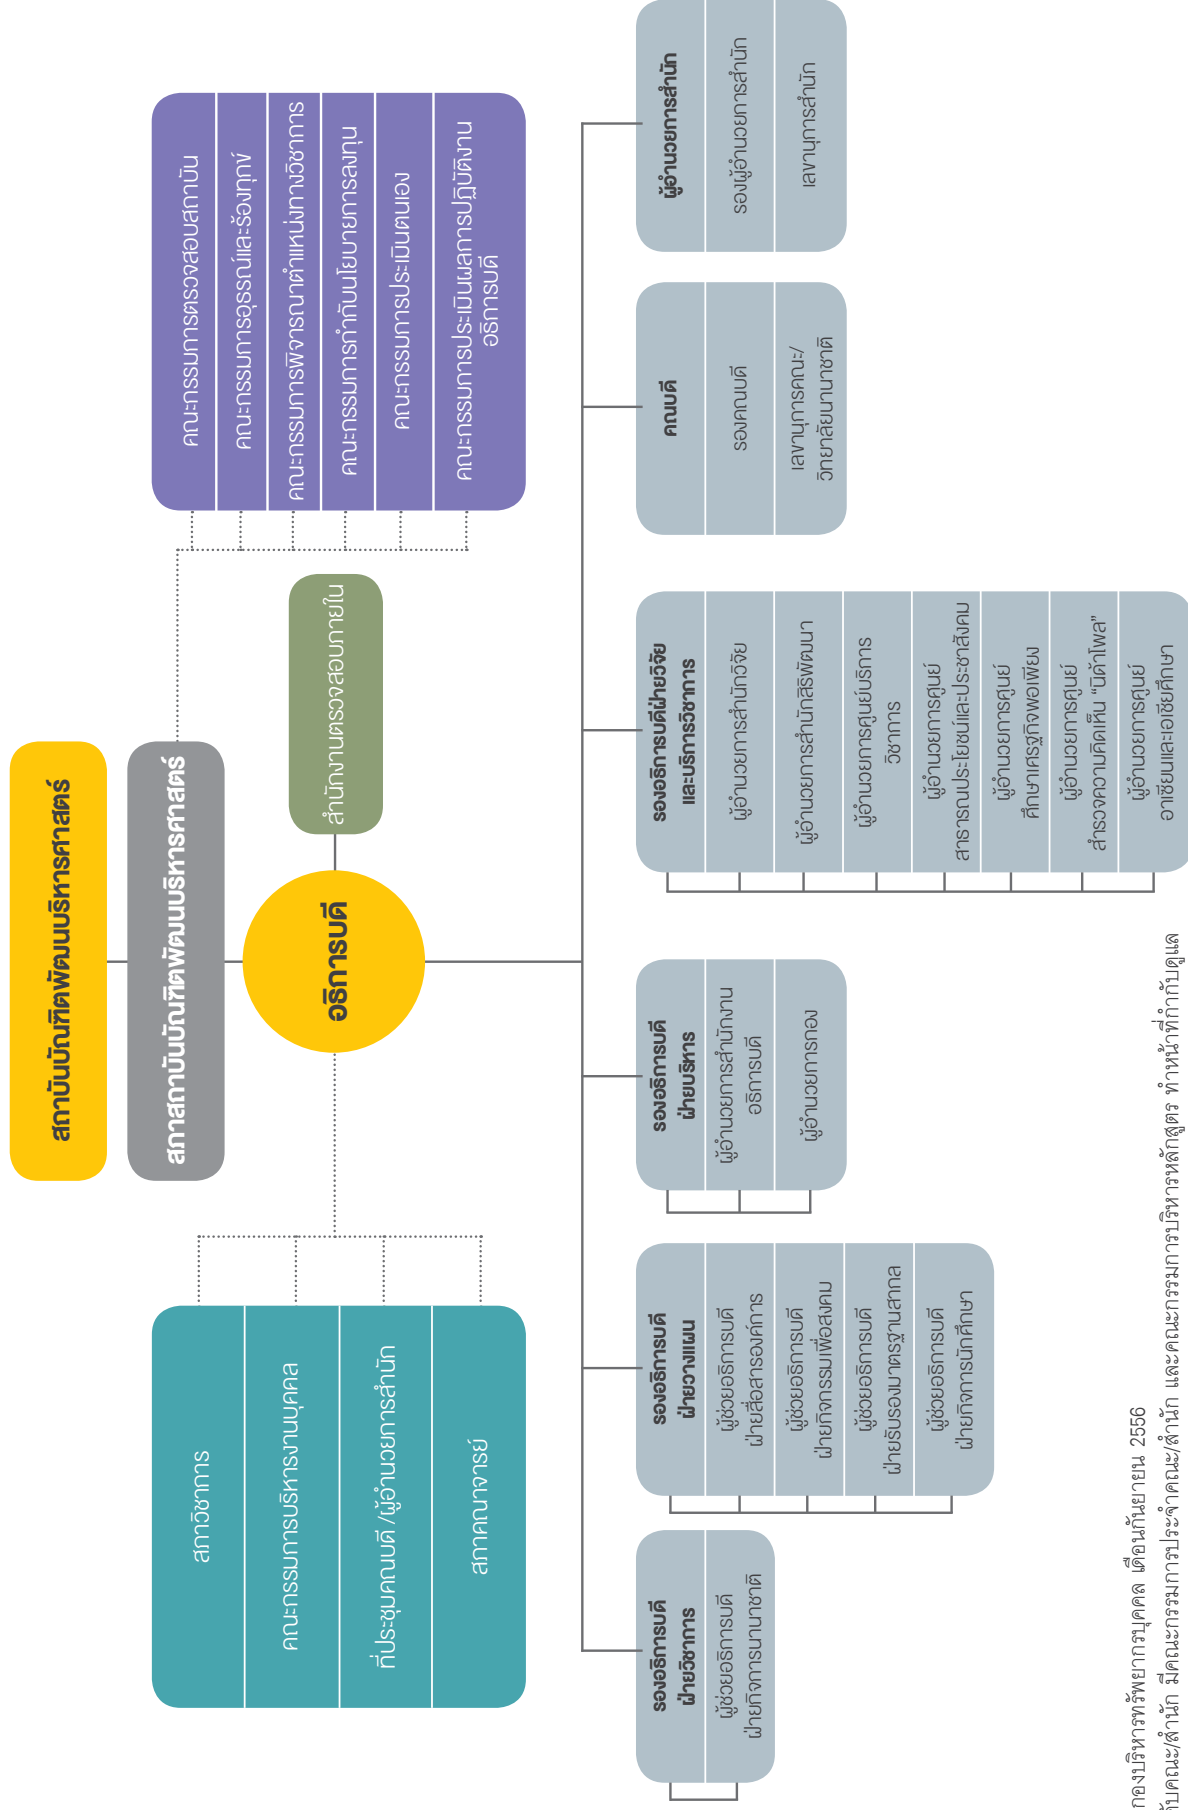 สถาบันบัณฑิตพัฒนบริหารศาสตร์
สภาสถาบันบัณฑิตพัฒนบริหารศาสตร์
อธิการบดี
สำนักงานตรวจสอบภายใน
สภาวิชาการ
คณะกรรมการบริหารงานบุคคล
ที่ประชุมคณบดี /ผู้อำนวยการสำนัก
สภาคณาจารย์
คณะกรรมการตรวจสอบสถาบัน
คณะกรรมการอุธรณ์และร้องทุกข์
คณะกรรมการพิจารณาตำแหน่งทางวิชาการ
คณะกรรมการกำกับนโยบายการลงทุน
คณะกรรมการประเมินตนเอง
คณะกรรมการประเมินผลการปฏิบัติงาน
อธิการบดี
รองอธิการบดี
ฝ่ายวิชาการ
ผู้ช่วยอธิการบดี
ฝ่ายกิจการนานาชาติ
รองอธิการบดี
ฝ่ายวางแผน
ผู้ช่วยอธิการบดี
ฝ่ายสื่อสารองค์การ
ผู้ช่วยอธิการบดี
ฝ่ายกิจกรรมเพื่อสงคม
ผู้ช่วยอธิการบดี
ฝ่ายรับรองมาตรฐานสากล
ผู้ช่วยอธิการบดี
ฝ่ายกิจการนักศึกษา
รองอธิการบดี
ฝ่ายบริหาร
ผู้อำนวยการสำนักงาน
อธิการบดี
ผู้อำนวยการกอง
รองอธิการบดีฝ่ายวิจัย
และบริการวิชาการ
ผู้อำนวยการสำนักวิจัย
ผู้อำนวยการสำนักสิริพัฒนา
ผู้อำนวยการศูนย์บริการ
วิชาการ
ผู้อำนวยการศูนย์
สาธารณประโยชน์และประชาสังคม
ผู้อำนวยการศูนย์
ศึกษาเศรษฐกิจพอเพียง
ผู้อำนวยการศูนย์
สำรวจความคิดเห็น “นิด้าโพล”
ผู้อำนวยการศูนย์
อาเซียนและเอเชียศึกษา
คณบดี
รองคณบดี
เลขานุการคณะ/
วิทยาลัยนานาชาติ
ผู้อำนวยการสำนัก
รองผู้อำนวยการสำนัก
เลขานุการสำนัก
กองบริหารทรัพยากรบุคคล เดือนกันยายน 2556
คณะ/สำนัก มีคณะกรรมการประจำคณะ/สำนัก และคณะกรรมการบริหารหลักสูตร ทำหน้าที่กำกับดูแล